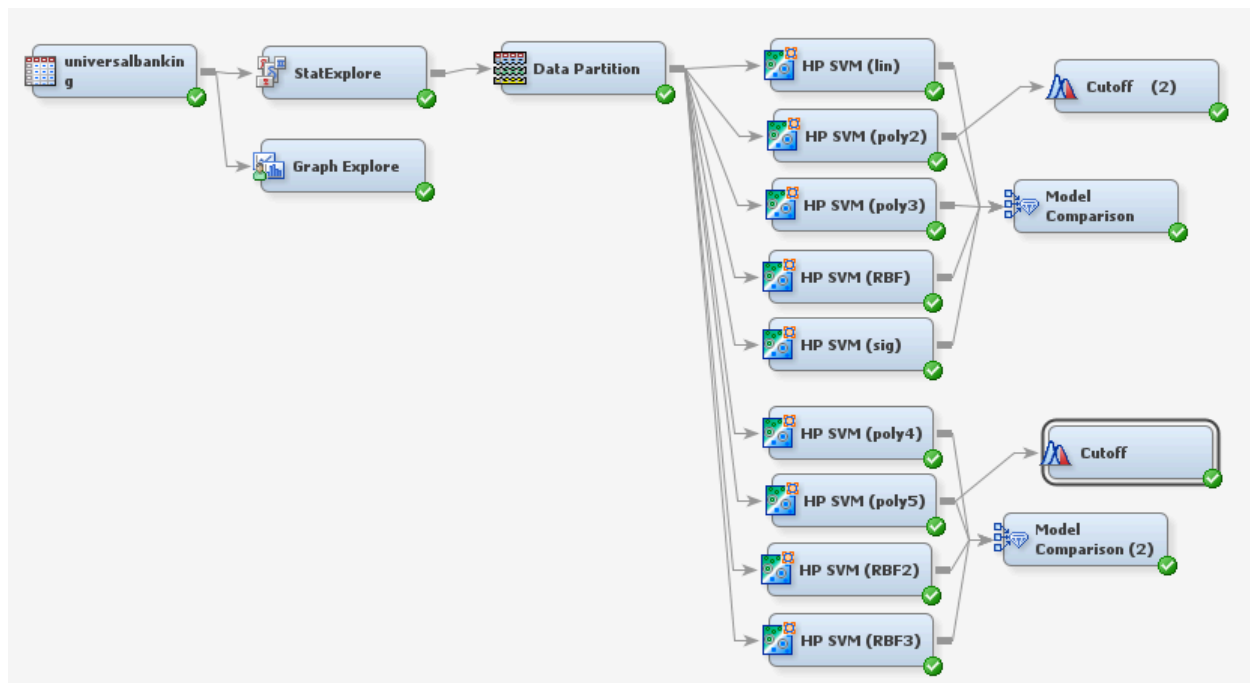 universalbankin
g
StatExplore
Graph Explore
Data Partition
HP SVM (lin)
HP SVM (poly2)
HP SVM (poly3)
HP SVM (RBF)
HP SVM (sig)
HP SVM (poly4)
HP SVM (poly5)
HP SVM (RBF2)
HP SVM (RBF3)
Cutoff (2)
Model
Comparison
Cutoff
Model
Comparison (2)